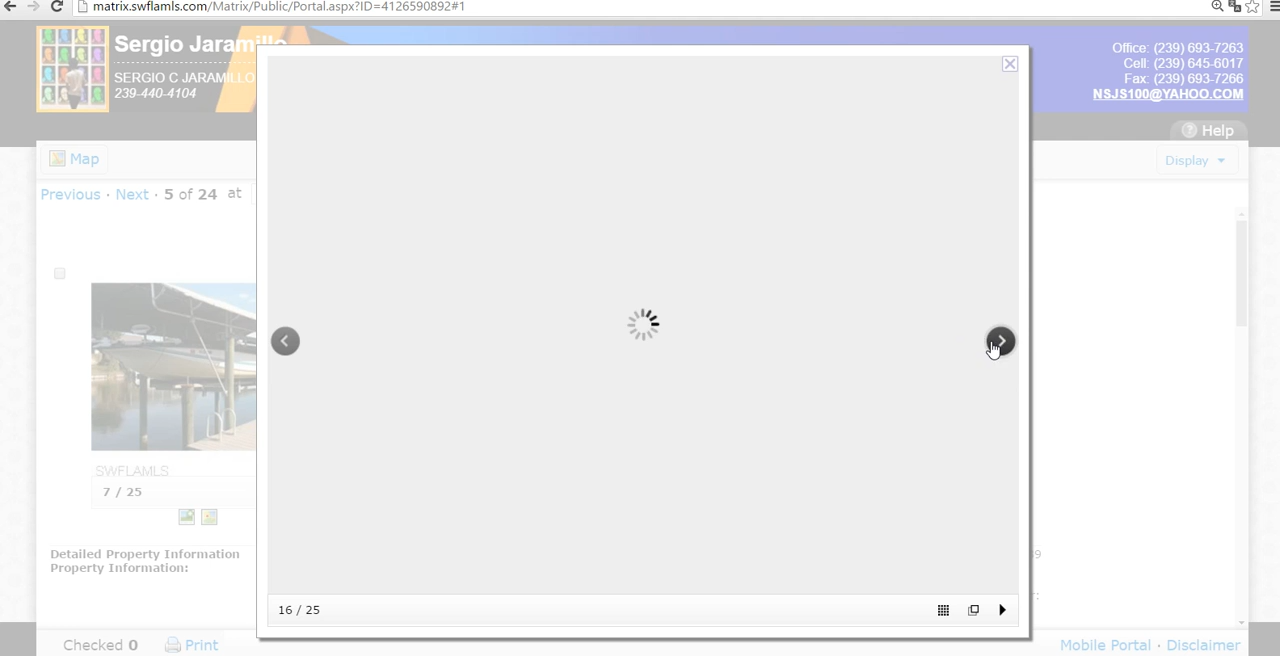 matrix.swflamls.com/Matrix/Public/Portal.aspx?ID=4126590892#1
Sergio Jaramillo
SERGIO C JARAMILLO
239-440-4104
Office: (239) 693-7263
Cell: (239) 645-6017
Fax: (239) 693-7266
NSJS100@YAHOO.COM
? Help
Map
Display
Previous · Next · 5 of 24 at
SWFLAMLS
7 / 25
Detailed Property Information
Property Information:
16 / 25
Checked 0
Print
Mobile Portal · Disclaimer